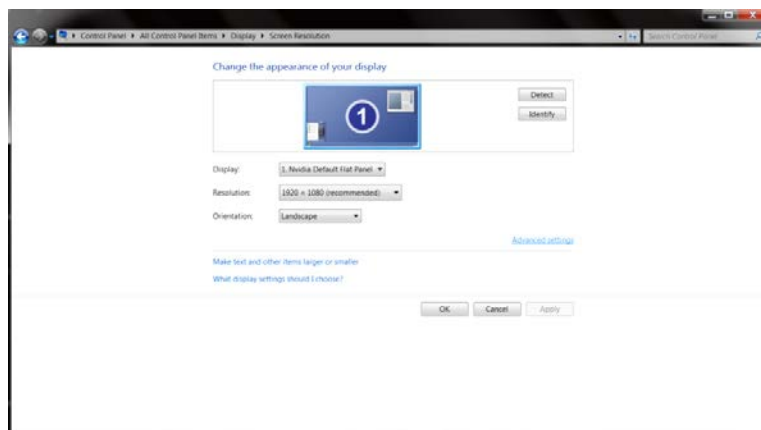 Control Panel ▸ All Control Panel Items ▸ Display ▸ Screen Resolution
Search Control Panel
Change the appearance of your display
1
Detect
Identify
Display: 1. Nvidia Default Flat Panel
Resolution: 1920 × 1080 (recommended)
Orientation: Landscape
Advanced settings
Make text and other items larger or smaller
What display settings should I choose?
OK Cancel Apply